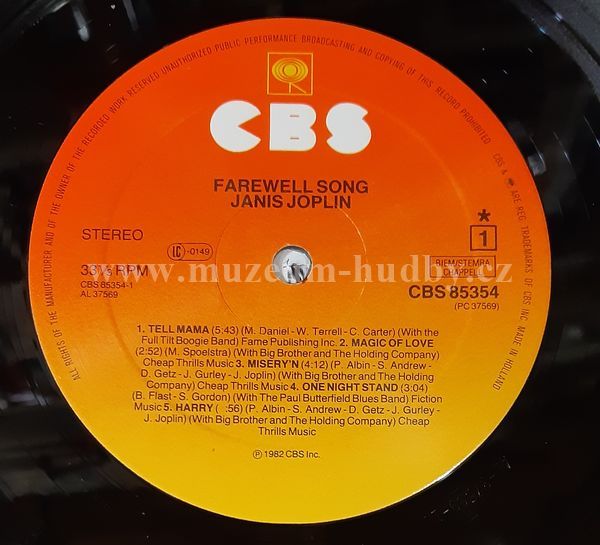 ALL RIGHTS OF THE MANUFACTURER AND OF THE OWNER OF THE RECORDED WORK RESERVED UNAUTHORIZED PUBLIC PERFORMANCE BROADCASTING AND COPYING OF THIS RECORD PROHIBITED. CBS & ARE REG. TRADEMARKS OF CBS INC. MADE IN HOLLAND
CBS
FAREWELL SONG
JANIS JOPLIN
STEREO
LC-0149
*
1
33⅓ RPM
BIEM/STEMRA
CHAPPELL
CBS 85354-1
AL 37569
CBS 85354
(PC 37569)
www.muzeum-hudby.cz
1. TELL MAMA (5:43) (M. Daniel - W. Terrell - C. Carter) (With the
Full Tilt Boogie Band) Fame Publishing Inc. 2. MAGIC OF LOVE
(2:52) (M. Spoelstra) (With Big Brother and The Holding Company)
Cheap Thrills Music 3. MISERY'N (4:12) (P. Albin - S. Andrew -
D. Getz - J. Gurley - J. Joplin) (With Big Brother and The Holding
Company) Cheap Thrills Music 4. ONE NIGHT STAND (3:04)
(B. Flast - S. Gordon) (With The Paul Butterfield Blues Band) Fiction
Music 5. HARRY ( :56) (P. Albin - S. Andrew - D. Getz - J. Gurley -
J. Joplin) (With Big Brother and The Holding Company) Cheap
Thrills Music
℗ 1982 CBS Inc.